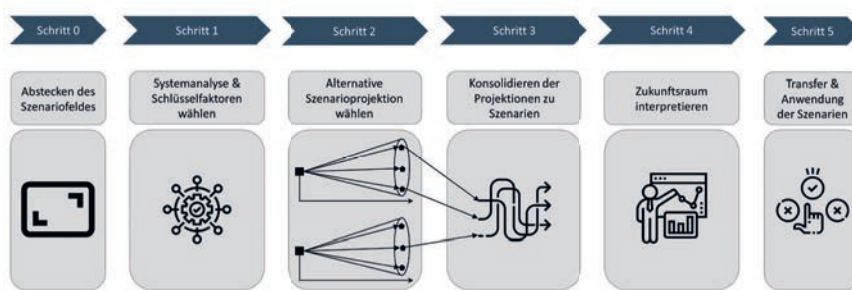 Schritt 0
Schritt 1
Schritt 2
Schritt 3
Schritt 4
Schritt 5
Abstecken des
Szenariofeldes
Systemanalyse &
Schlüsselfaktoren
wählen
Alternative
Szenarioprojektion
wählen
Konsolidieren der
Projektionen zu
Szenarien
Zukunftsraum
interpretieren
Transfer &
Anwendung
der Szenarien